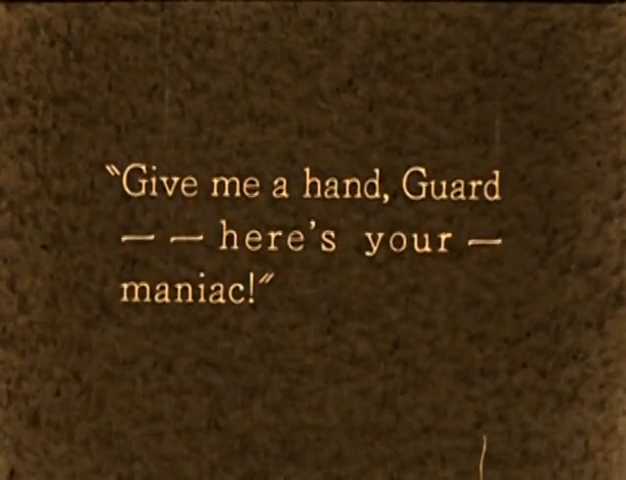 "Give me a hand, Guard
— — here's your —
maniac!"